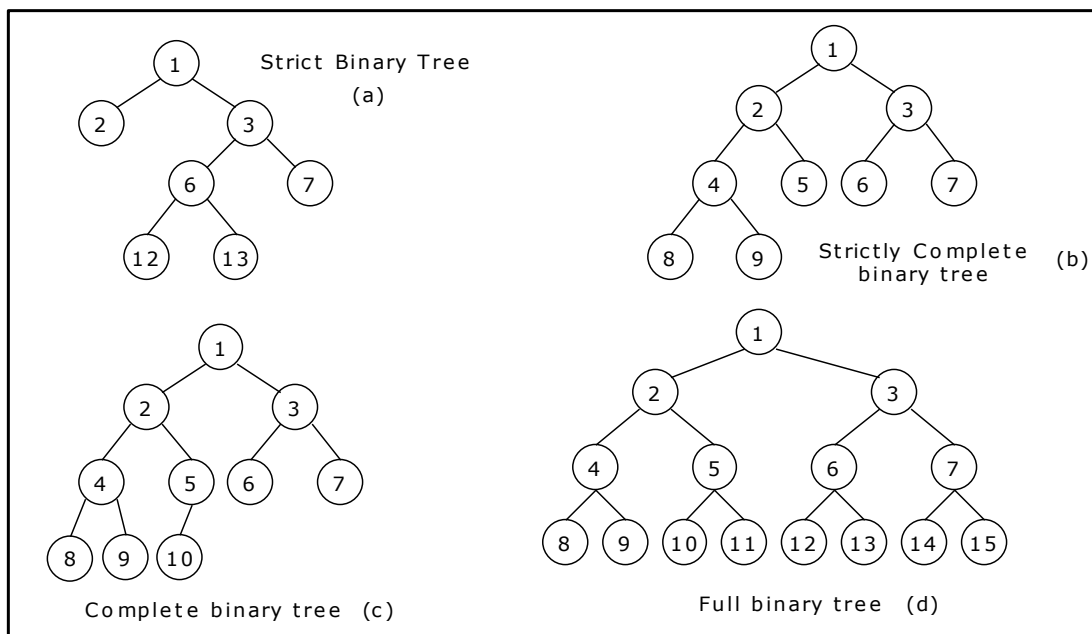 1
Strict Binary Tree
(a)
2 3
6 7
12 13
1
2 3
4 5 6 7
8 9
Strictly Complete
binary tree (b)
1
2 3
4 5 6 7
8 9 10
Complete binary tree (c)
1
2 3
4 5 6 7
8 9 10 11 12 13 14 15
Full binary tree (d)